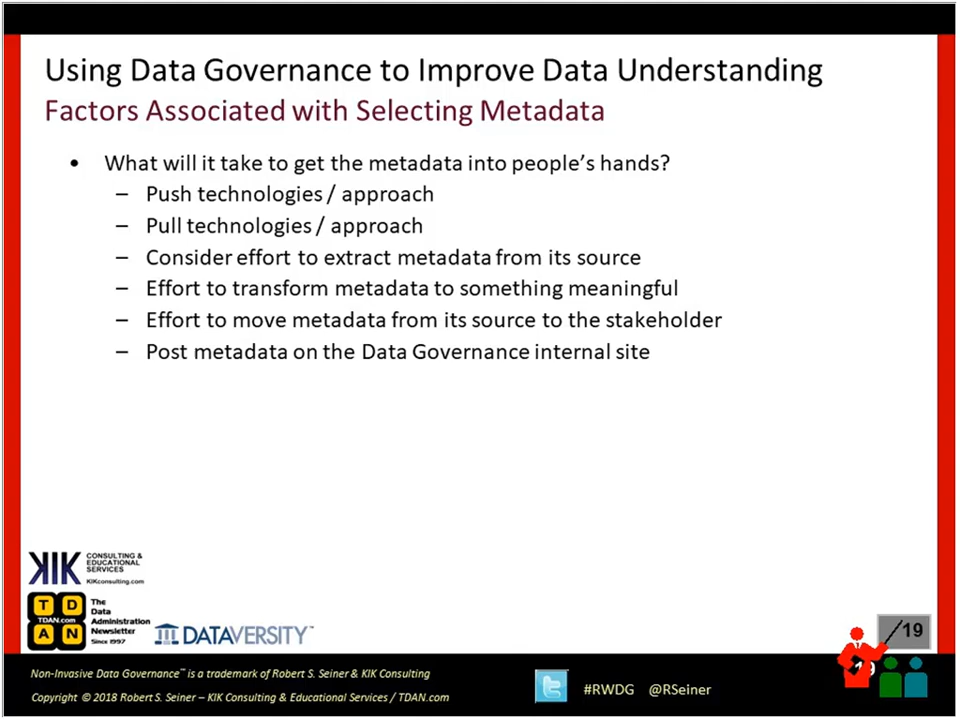 Using Data Governance to Improve Data Understanding
Factors Associated with Selecting Metadata
• What will it take to get the metadata into people's hands?
– Push technologies / approach
– Pull technologies / approach
– Consider effort to extract metadata from its source
– Effort to transform metadata to something meaningful
– Effort to move metadata from its source to the stakeholder
– Post metadata on the Data Governance internal site
KIK CONSULTING &
EDUCATIONAL
SERVICES
KIKconsulting.com
T D
TDAN.com
A N
The
Data
Administration
Newsletter
Since 1997
DATAVERSITY™
/19
19
Non-Invasive Data Governance™ is a trademark of Robert S. Seiner & KIK Consulting
Copyright © 2018 Robert S. Seiner – KIK Consulting & Educational Services / TDAN.com
#RWDG @RSeiner